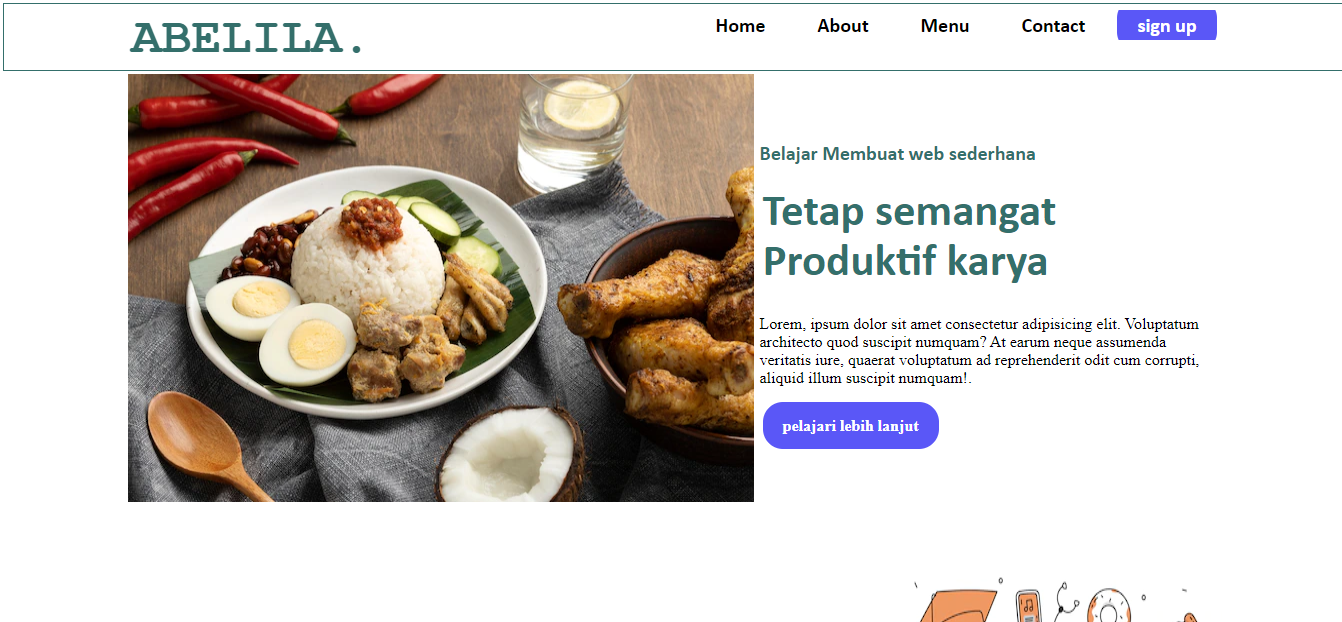 ABELILA.
Home About Menu Contact sign up
Belajar Membuat web sederhana
Tetap semangat
Produktif karya
Lorem, ipsum dolor sit amet consectetur adipisicing elit. Voluptatum
architecto quod suscipit numquam? At earum neque assumenda
veritatis iure, quaerat voluptatum ad reprehenderit odit cum corrupti,
aliquid illum suscipit numquam!.
pelajari lebih lanjut